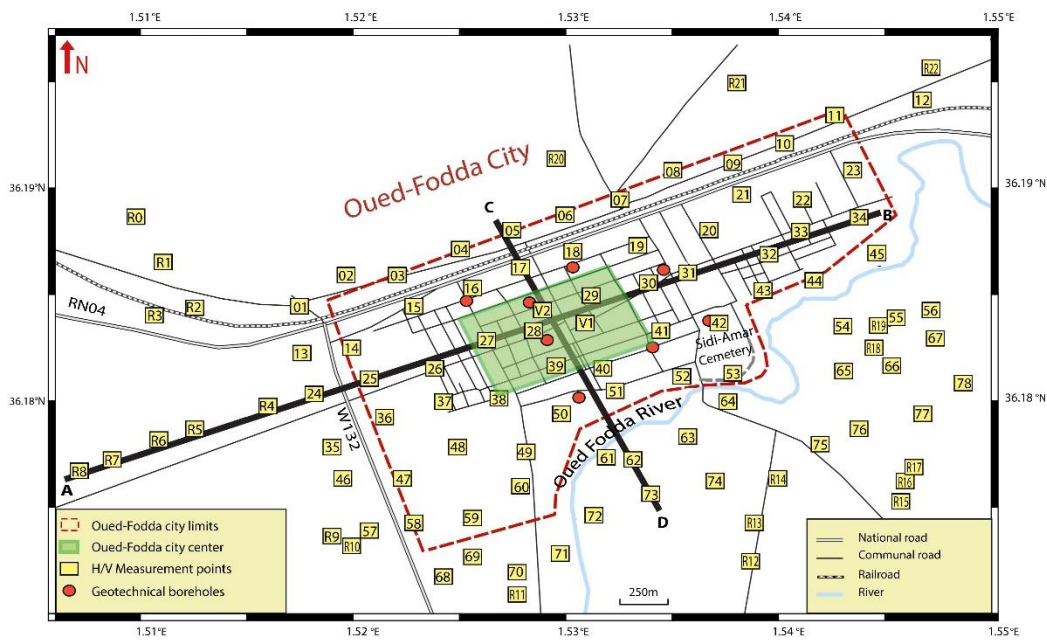 1.51°E 1.52°E 1.53°E 1.54°E 1.55°E
N
R22
R21
12
11
10
09
R20
Oued-Fodda City
08
23
36.19°N 36.19°N
21
22
07
R0
C
06
34
B
05
20
33
19
04
18
45
32
R1
17
31
02
03
44
30
16
43
29
RN04
R2
01
15
V2
56
R3
V1
42
55
54
R19
28
41
Sidi-Amar
Cemetery
67
27
14
13
R18
39
40
66
26
65
53
25
52
78
51
24
36.18°N 36.18°N
38
37
64
R4
50
77
36
W132
Oued Fodda River
R5
76
R6
63
35
48
75
49
73
62
R7
R17
R8
A
46
47
74
R14
R16
60
73
R15
72
D
59
58
R13
57
Oued-Fodda city limits
R9
R10
Oued-Fodda city center
71
69
R12
H/V Measurement points
70
68
Geotechnical boreholes
R11
250m
National road
Communal road
Railroad
River
1.51°E 1.52°E 1.53°E 1.54°E 1.55°E